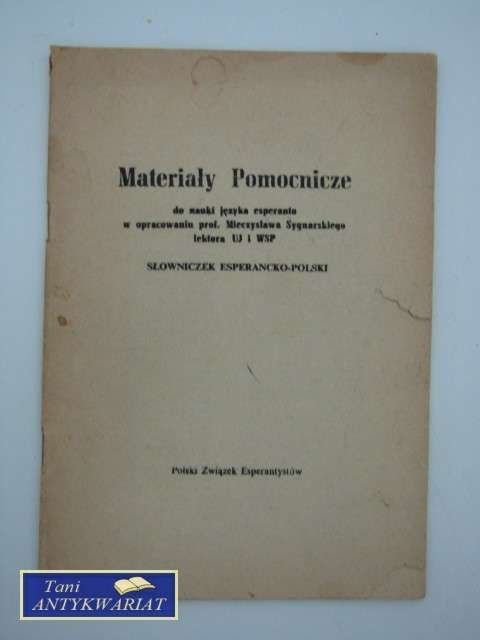 Materiały Pomocnicze
do nauki języka esperanto
w opracowaniu prof. Mieczysława Sygnarskiego
lektora UJ i WSP
SŁOWNICZEK ESPERANCKO-POLSKI
Polski Związek Esperantystów
Tani
ANTYKWARIAT